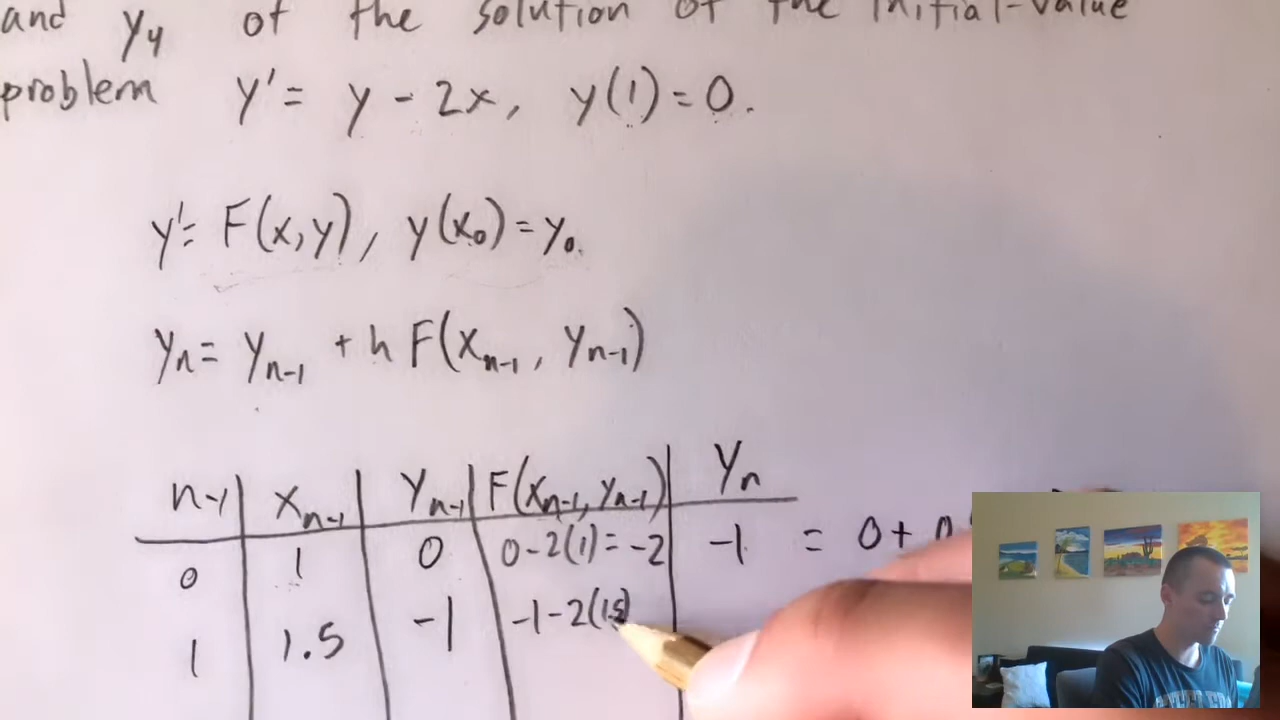 and y₄ of the solution of the initial-value
problem y' = y - 2x, y(1) = 0.
y' = F(x,y), y(x₀) = y₀.
yₙ = yₙ₋₁ + h F(xₙ₋₁, yₙ₋₁)
n-1 | xₙ₋₁ | yₙ₋₁ | F(xₙ₋₁, yₙ₋₁) | yₙ
0 | 1 | 0 | 0-2(1) = -2 | -1 = 0 +
1 | 1.5 | -1 | -1-2(1.5)